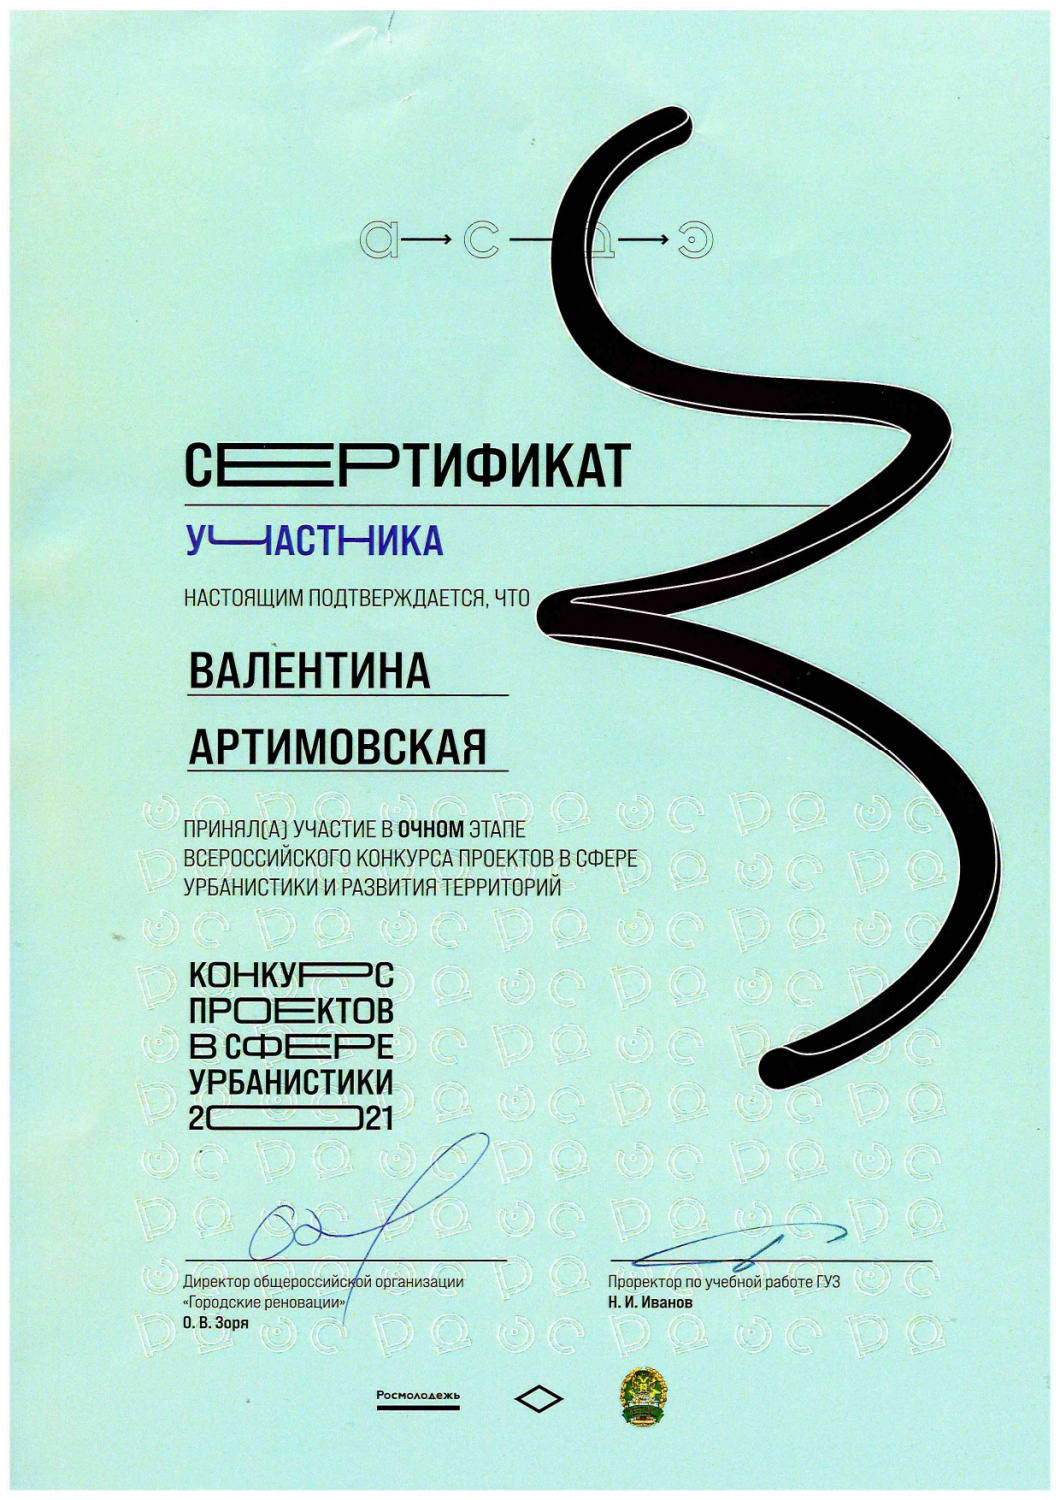 а с д э
СЕРТИФИКАТ
УЧАСТНИКА
НАСТОЯЩИМ ПОДТВЕРЖДАЕТСЯ, ЧТО
ВАЛЕНТИНА
АРТИМОВСКАЯ
ПРИНЯЛ(А) УЧАСТИЕ В ОЧНОМ ЭТАПЕ
ВСЕРОССИЙСКОГО КОНКУРСА ПРОЕКТОВ В СФЕРЕ
УРБАНИСТИКИ И РАЗВИТИЯ ТЕРРИТОРИЙ
КОНКУРС
ПРОЕКТОВ
В СФЕРЕ
УРБАНИСТИКИ
2021
Директор общероссийской организации
«Городские реновации»
О. В. Зоря
Проректор по учебной работе ГУЗ
Н. И. Иванов
Росмолодежь